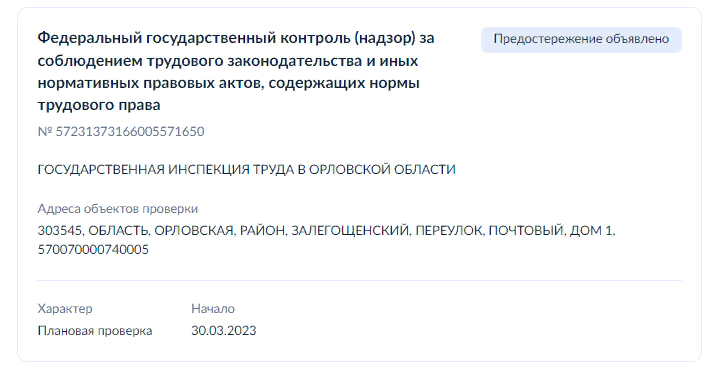 Федеральный государственный контроль (надзор) за
Предостережение объявлено
соблюдением трудового законодательства и иных
нормативных правовых актов, содержащих нормы
трудового права
№ 57231373166005571650
ГОСУДАРСТВЕННАЯ ИНСПЕКЦИЯ ТРУДА В ОРЛОВСКОЙ ОБЛАСТИ
Адреса объектов проверки
303545, ОБЛАСТЬ, ОРЛОВСКАЯ, РАЙОН, ЗАЛЕГОЩЕНСКИЙ, ПЕРЕУЛОК, ПОЧТОВЫЙ, ДОМ 1,
570070000740005
Характер Начало
Плановая проверка 30.03.2023